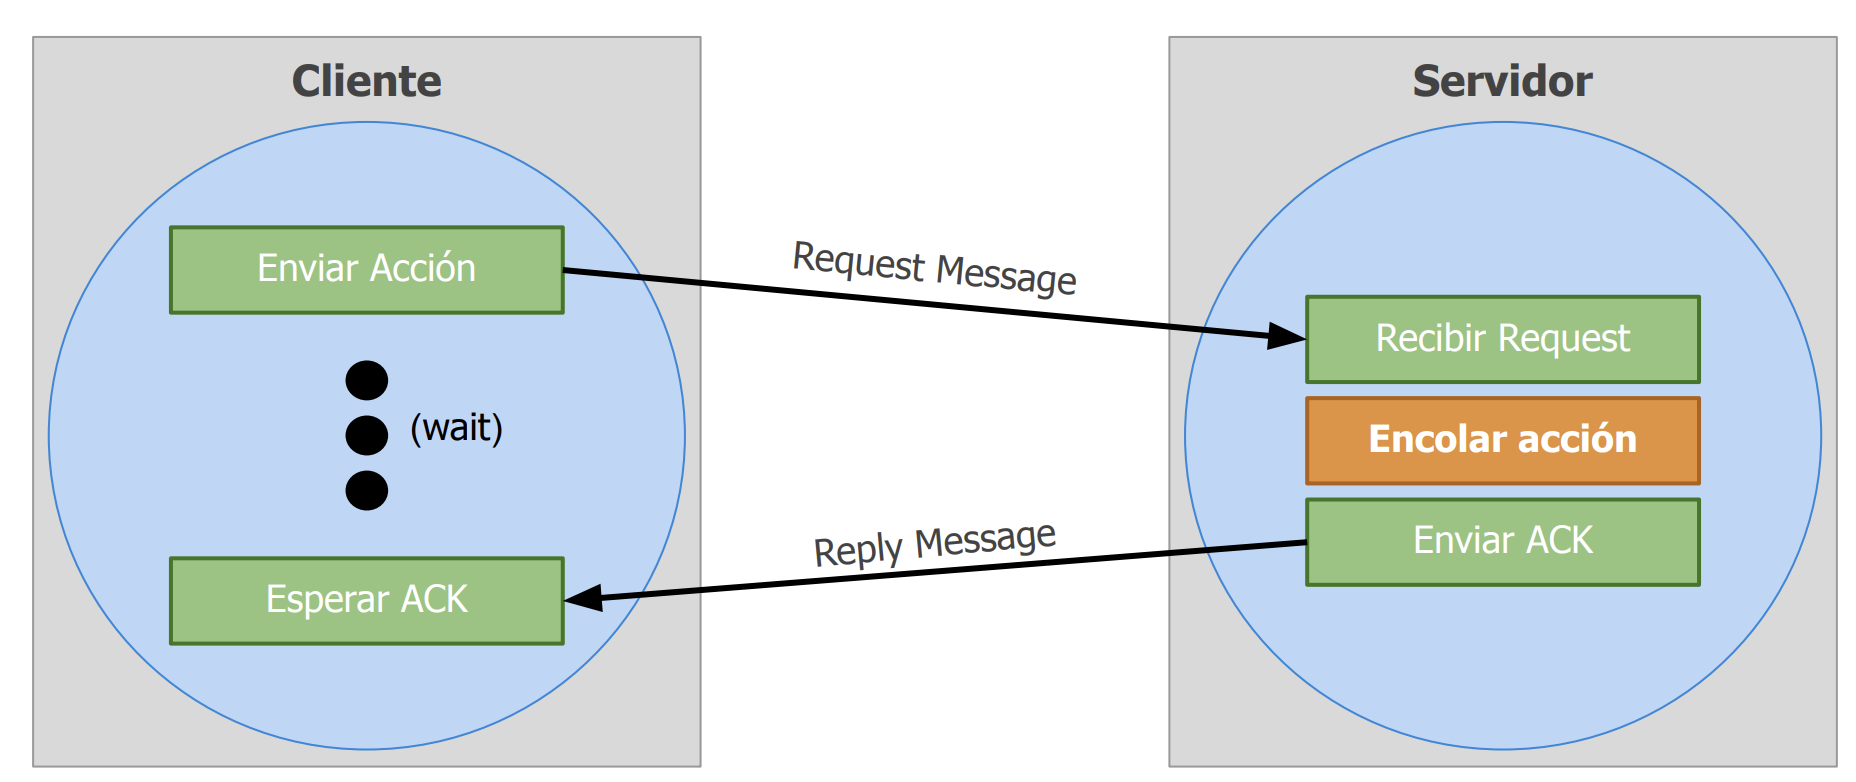 Cliente
Servidor
Enviar Acción
Request Message
Recibir Request
(wait)
Encolar acción
Reply Message
Enviar ACK
Esperar ACK